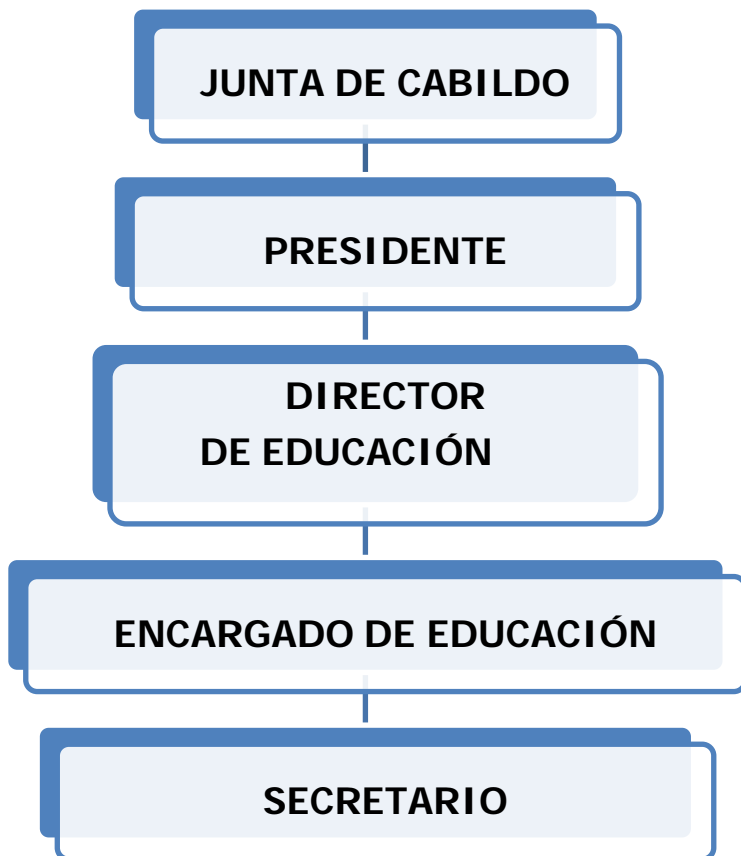 JUNTA DE CABILDO
PRESIDENTE
DIRECTOR
DE EDUCACIÓN
ENCARGADO DE EDUCACIÓN
SECRETARIO